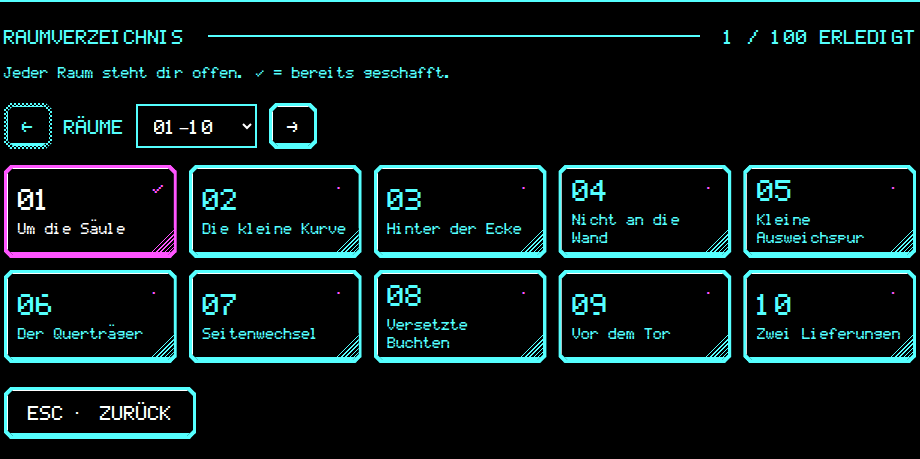 RAUMVERZEICHNIS
1 / 100 ERLEDIGT
Jeder Raum steht dir offen. ✓ = bereits geschafft.
← RÄUME 01–10 →
01 ✓
Um die Säule
02 ·
Die kleine Kurve
03 ·
Hinter der Ecke
04 ·
Nicht an die
Wand
05 ·
Kleine
Ausweichspur
06 ·
Der Querträger
07 ·
Seitenwechsel
08 ·
Versetzte
Buchten
09 ·
Vor dem Tor
10 ·
Zwei Lieferungen
ESC · ZURÜCK